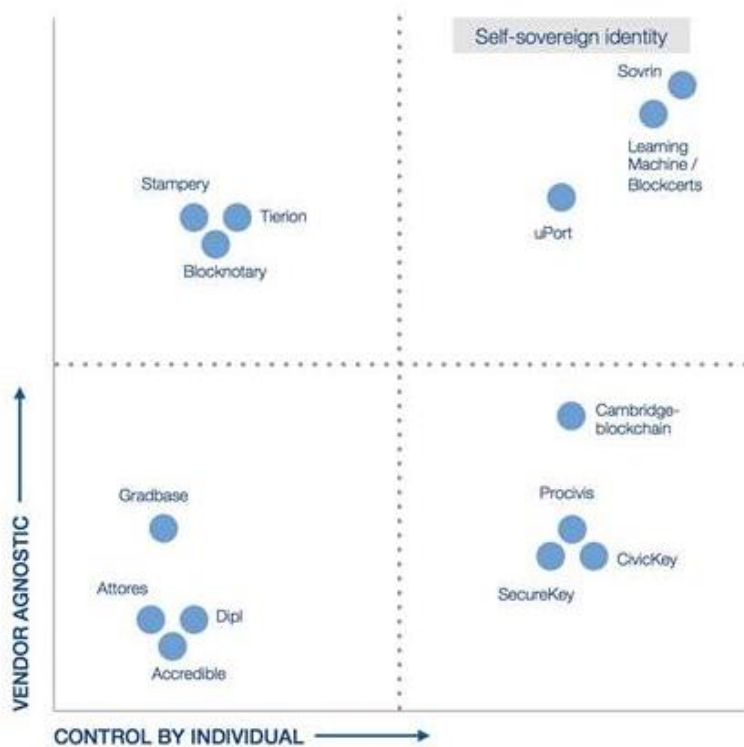 Self-sovereign identity
Sovrin
Learning
Machine /
Blockcerts
Stampery
Tierion
uPort
Blocknotary
Cambridge-
blockchain
Gradbase
Procivis
CivicKey
SecureKey
Attores
Dipl
Accredible
VENDOR AGNOSTIC
CONTROL BY INDIVIDUAL